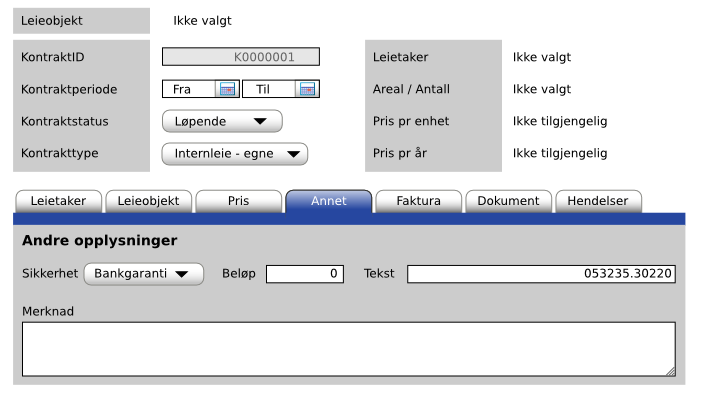 Leieobjekt Ikke valgt
KontraktID K0000001 Leietaker Ikke valgt
Kontraktperiode Fra Til Areal / Antall Ikke valgt
Kontraktstatus Løpende Pris pr enhet Ikke tilgjengelig
Kontrakttype Internleie - egne Pris pr år Ikke tilgjengelig
Leietaker Leieobjekt Pris Annet Faktura Dokument Hendelser
Andre opplysninger
Sikkerhet Bankgaranti Beløp 0 Tekst 053235.30220
Merknad